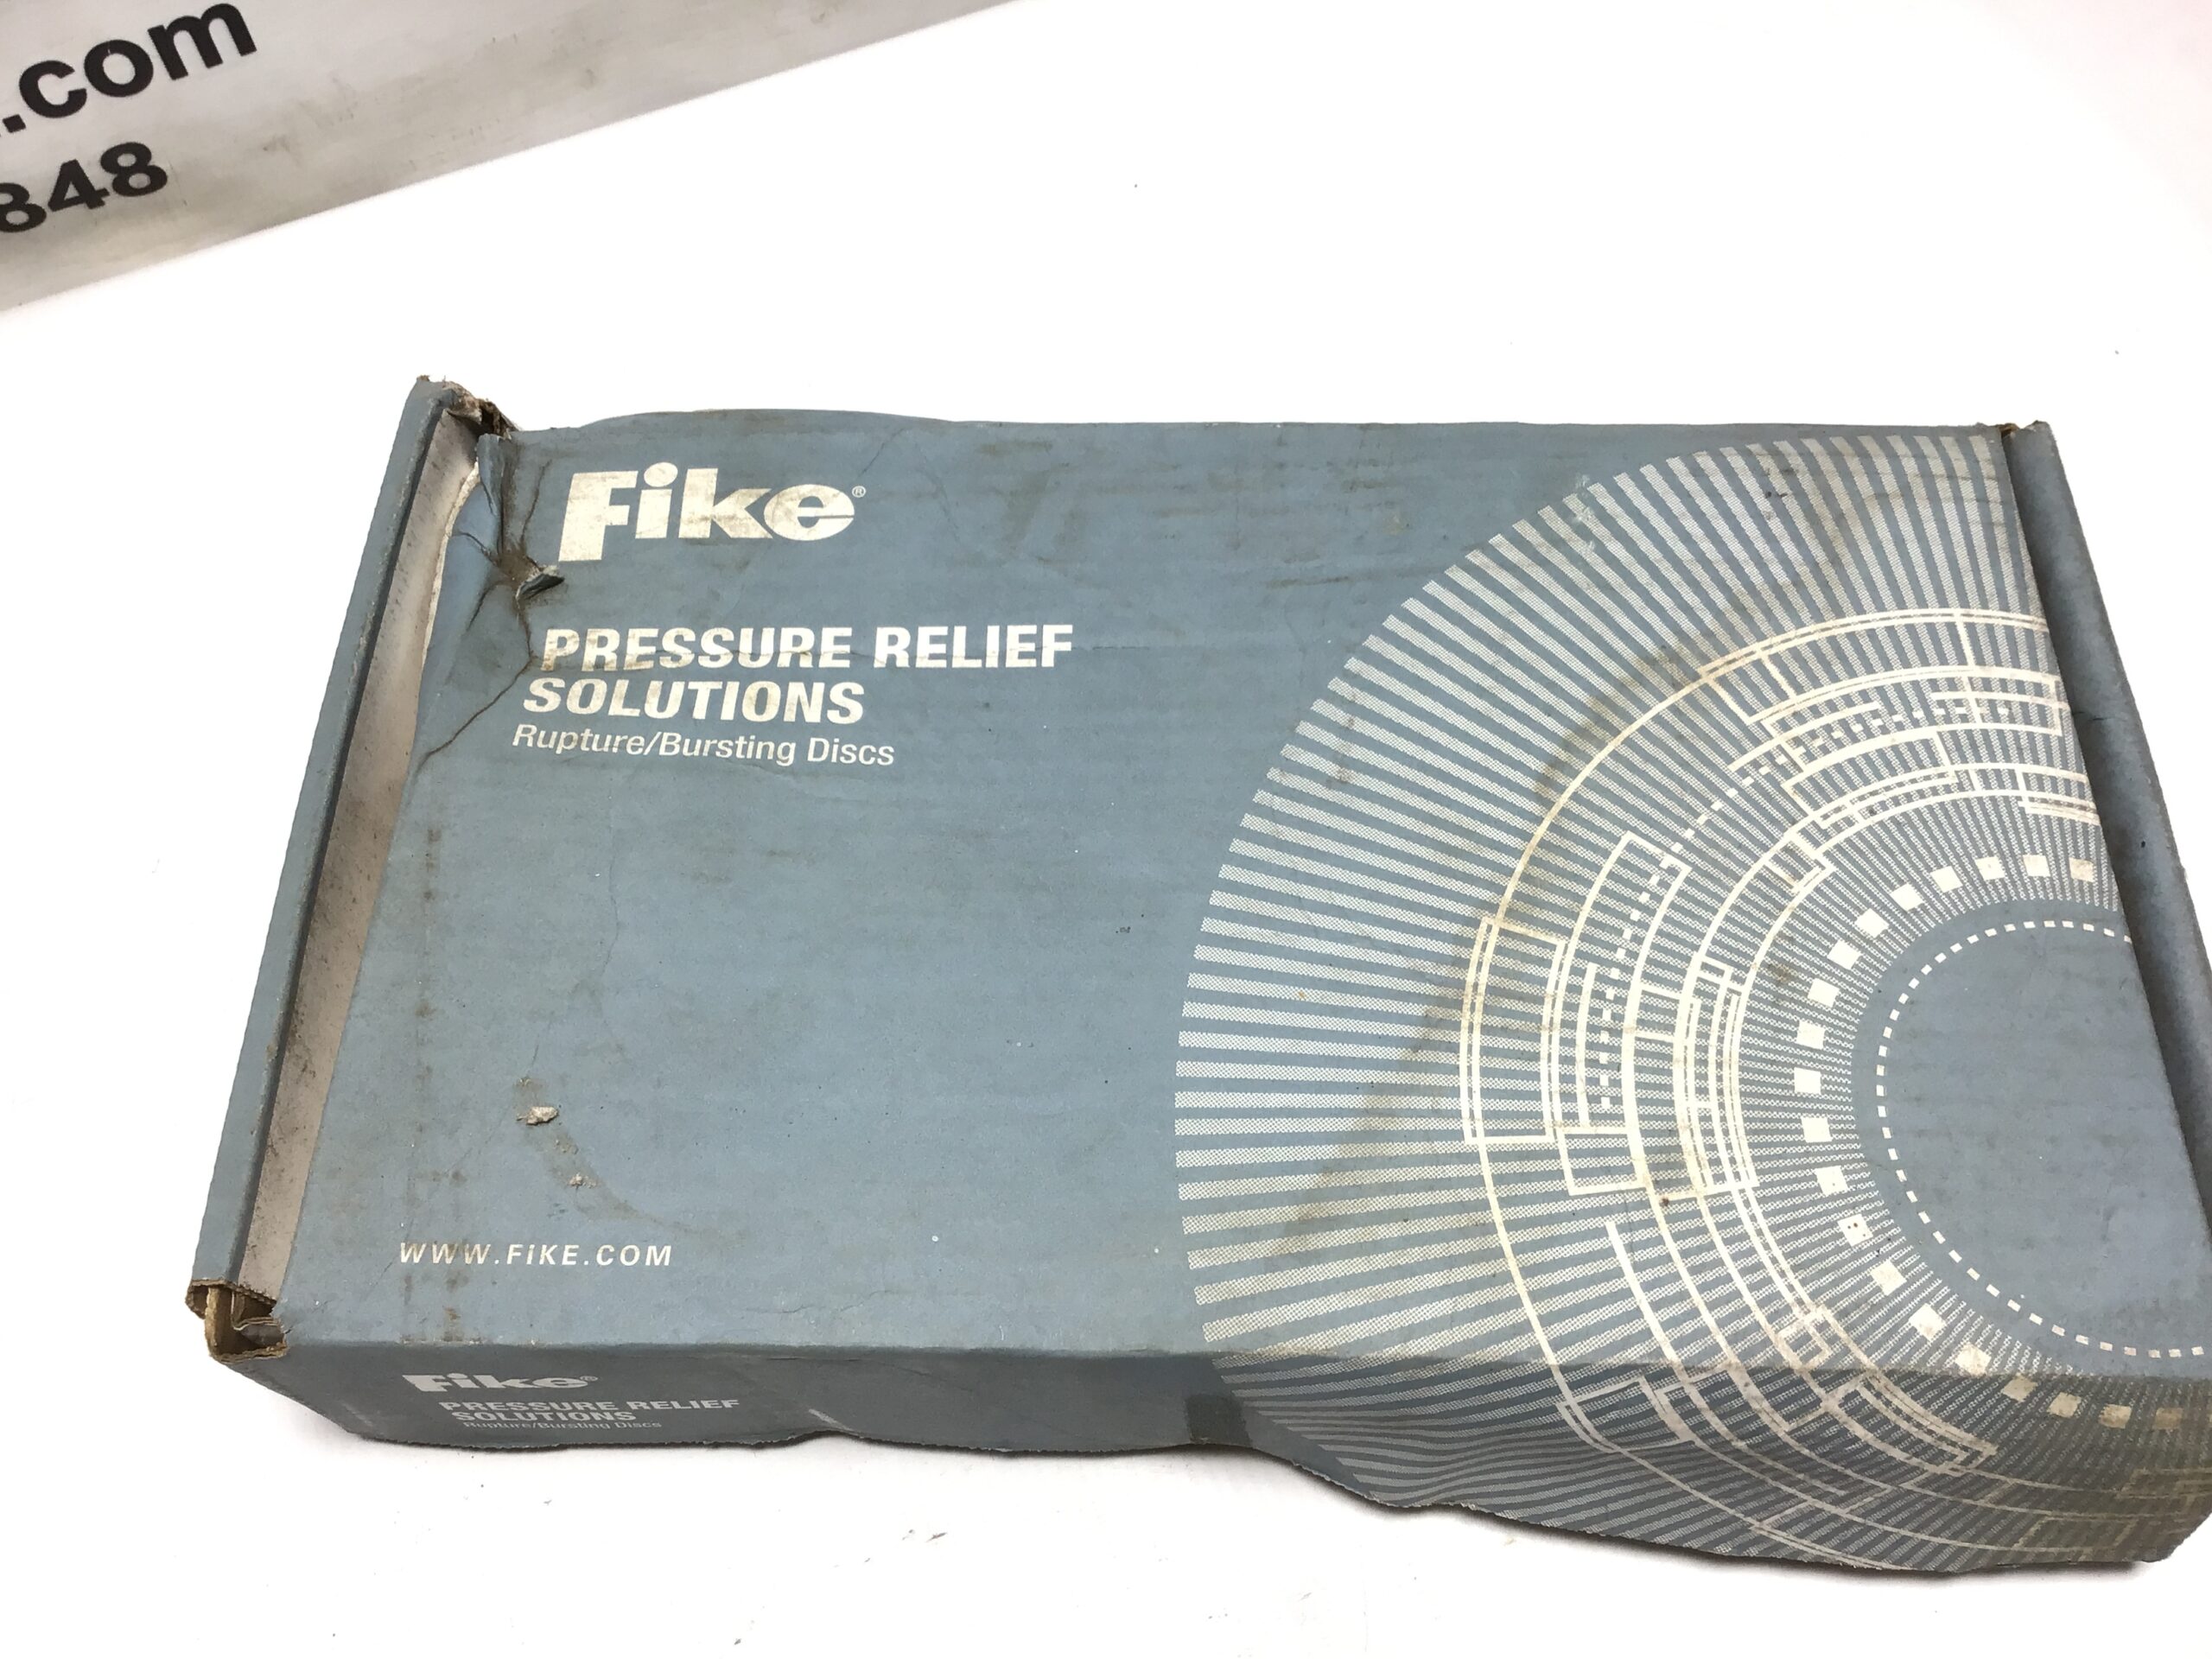 .com
848
Fike®
PRESSURE RELIEF
SOLUTIONS
Rupture/Bursting Discs
WWW.FiKE.COM
Fike®
PRESSURE RELIEF
SOLUTIONS
Rupture/Bursting Discs